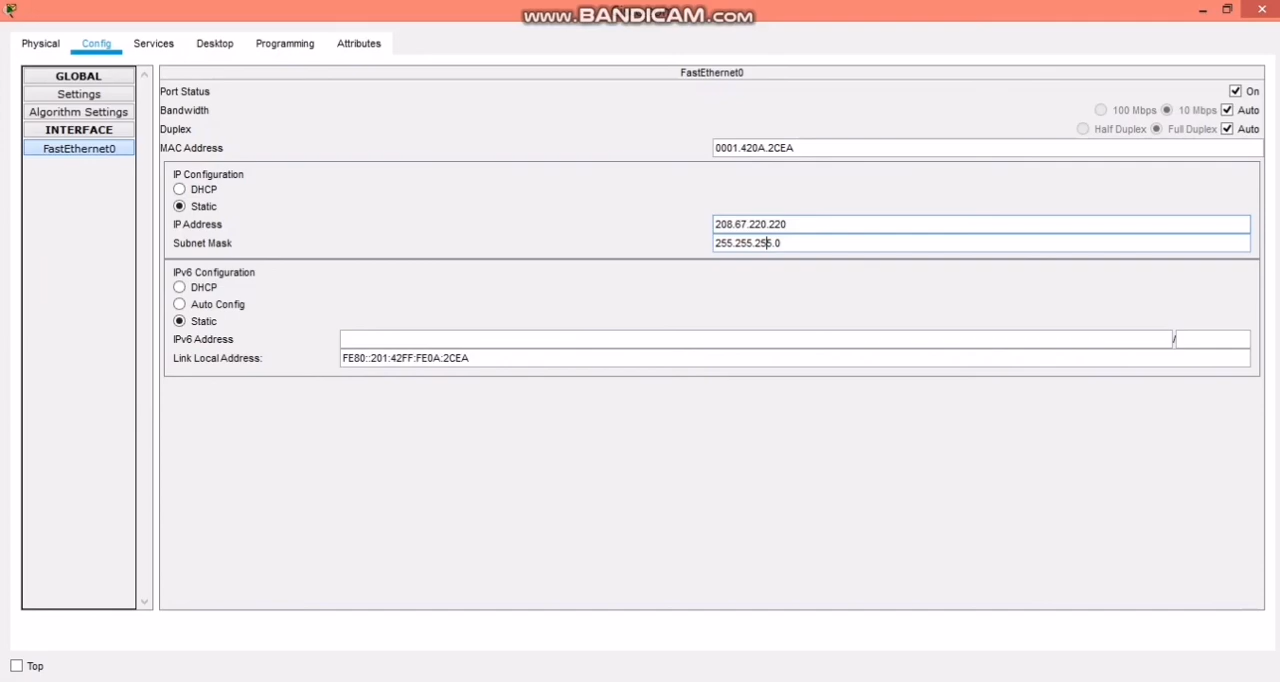 www.BANDICAM.com
Physical Config Services Desktop Programming Attributes
GLOBAL
Settings
Algorithm Settings
INTERFACE
FastEthernet0
FastEthernet0
Port Status On
Bandwidth 100 Mbps 10 Mbps Auto
Duplex Half Duplex Full Duplex Auto
MAC Address 0001.420A.2CEA
IP Configuration
DHCP
Static
IP Address 208.67.220.220
Subnet Mask 255.255.255.0
IPv6 Configuration
DHCP
Auto Config
Static
IPv6 Address /
Link Local Address: FE80::201:42FF:FE0A:2CEA
Top